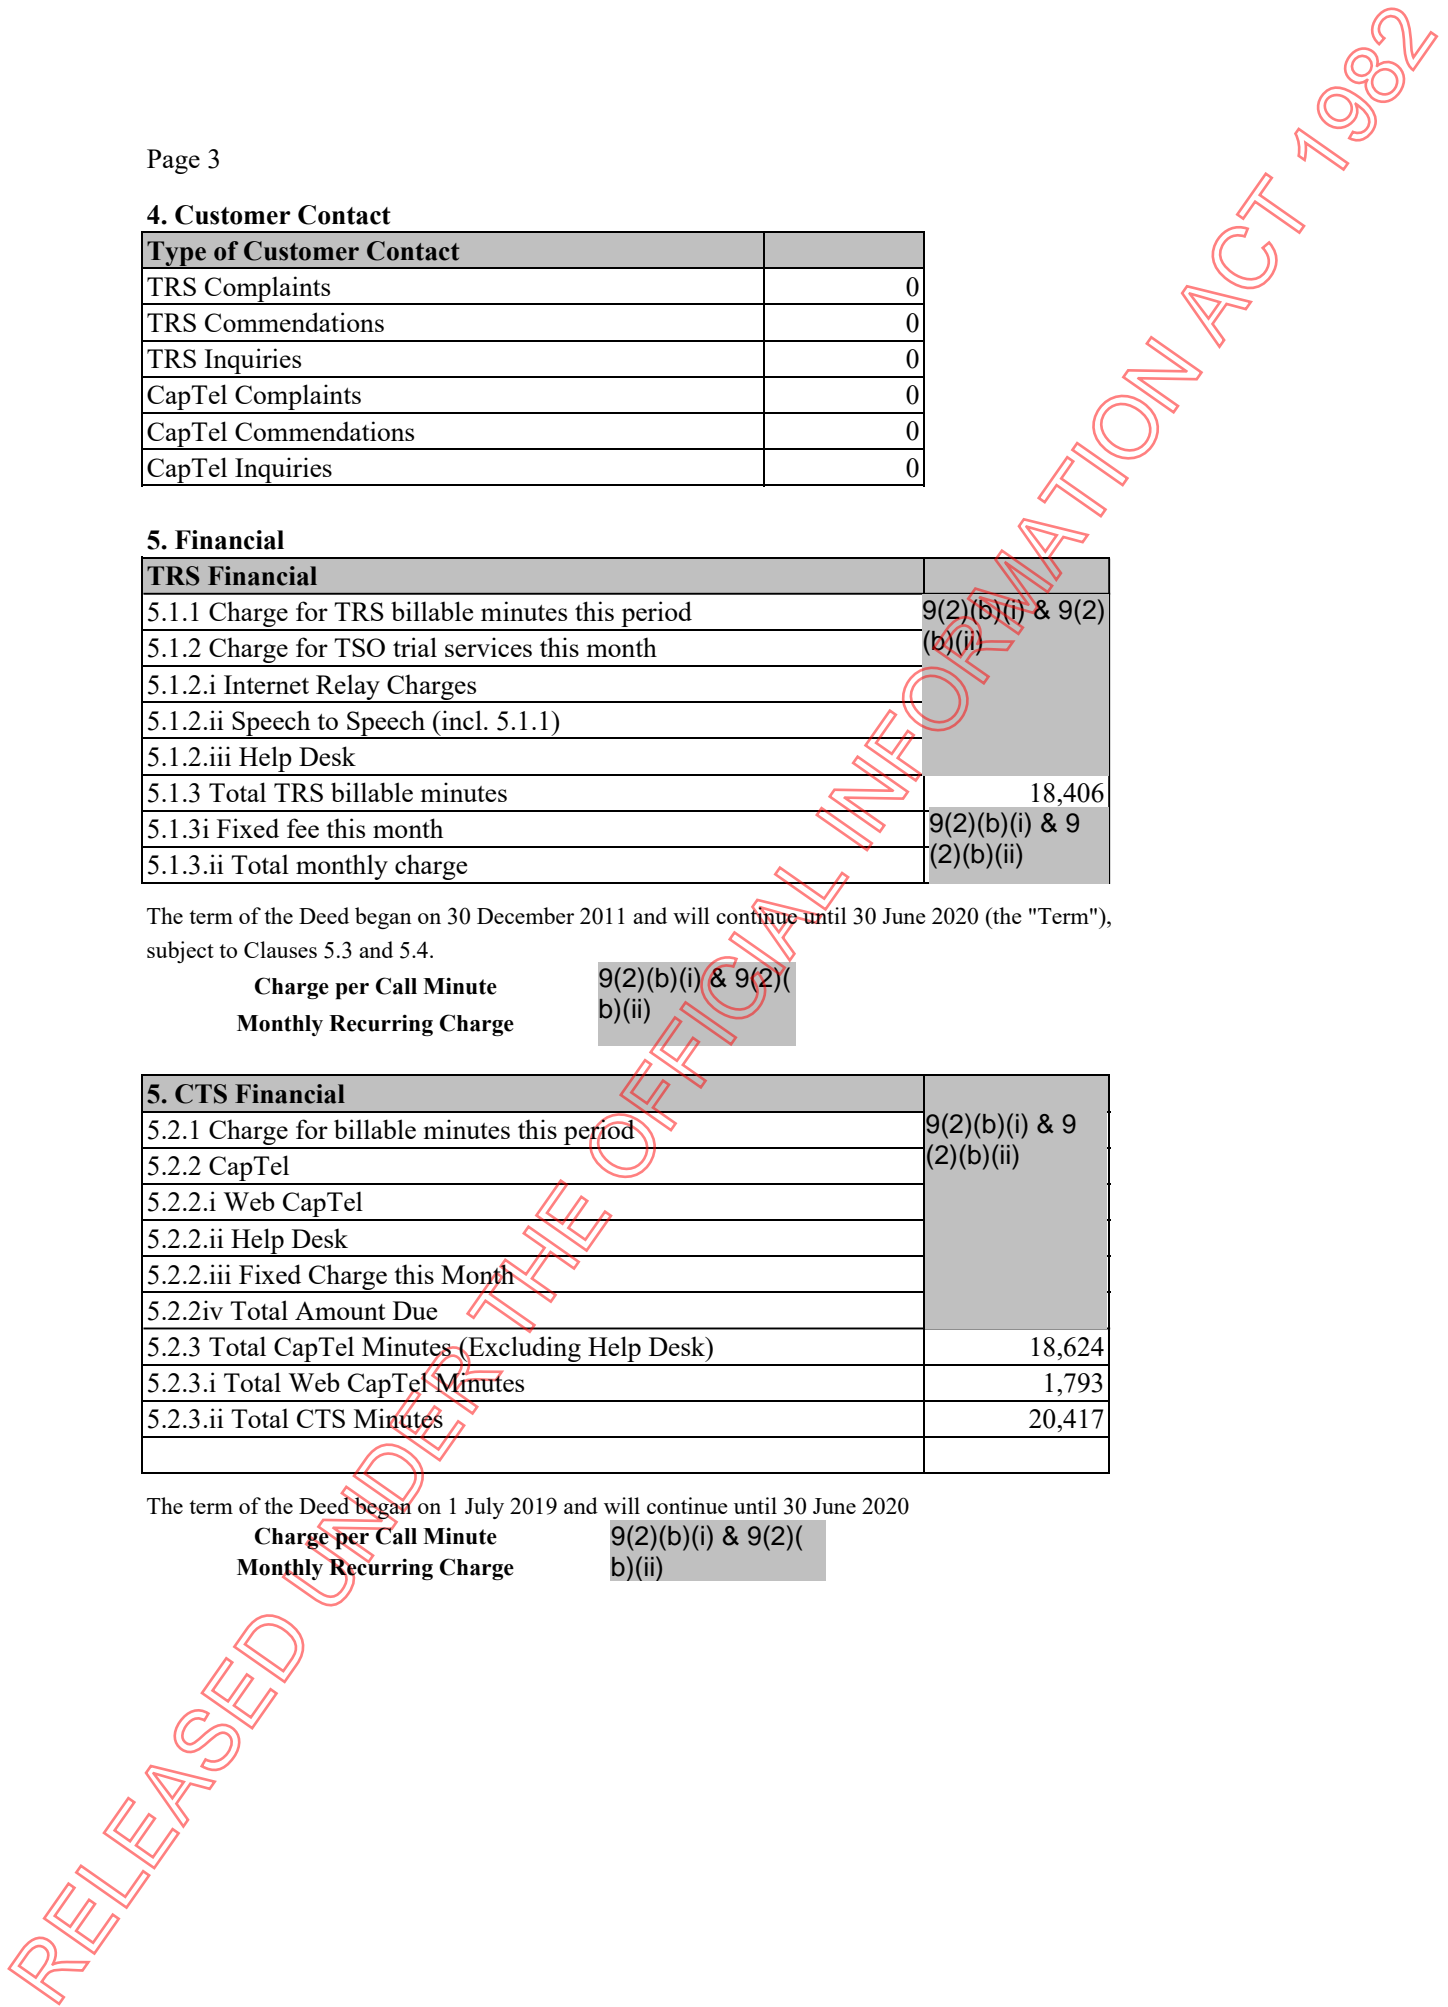 Page 3
4. Customer Contact
Type of Customer Contact
TRS Complaints 0
TRS Commendations 0
TRS Inquiries 0
CapTel Complaints 0
CapTel Commendations 0
CapTel Inquiries 0
5. Financial
TRS Financial
5.1.1 Charge for TRS billable minutes this period 9(2)(b)(i) & 9(2)
(b)(ii)
5.1.2 Charge for TSO trial services this month
5.1.2.i Internet Relay Charges
5.1.2.ii Speech to Speech (incl. 5.1.1)
5.1.2.iii Help Desk
5.1.3 Total TRS billable minutes 18,406
5.1.3i Fixed fee this month 9(2)(b)(i) & 9
(2)(b)(ii)
5.1.3.ii Total monthly charge
The term of the Deed began on 30 December 2011 and will continue until 30 June 2020 (the "Term"),
subject to Clauses 5.3 and 5.4.
Charge per Call Minute 9(2)(b)(i) & 9(2)(
b)(ii)
Monthly Recurring Charge
5. CTS Financial
5.2.1 Charge for billable minutes this period 9(2)(b)(i) & 9
(2)(b)(ii)
5.2.2 CapTel
5.2.2.i Web CapTel
5.2.2.ii Help Desk
5.2.2.iii Fixed Charge this Month
5.2.2iv Total Amount Due
5.2.3 Total CapTel Minutes (Excluding Help Desk) 18,624
5.2.3.i Total Web CapTel Minutes 1,793
5.2.3.ii Total CTS Minutes 20,417
The term of the Deed began on 1 July 2019 and will continue until 30 June 2020
Charge per Call Minute 9(2)(b)(i) & 9(2)(
Monthly Recurring Charge b)(ii)
RELEASED UNDER THE OFFICIAL INFORMATION ACT 1982